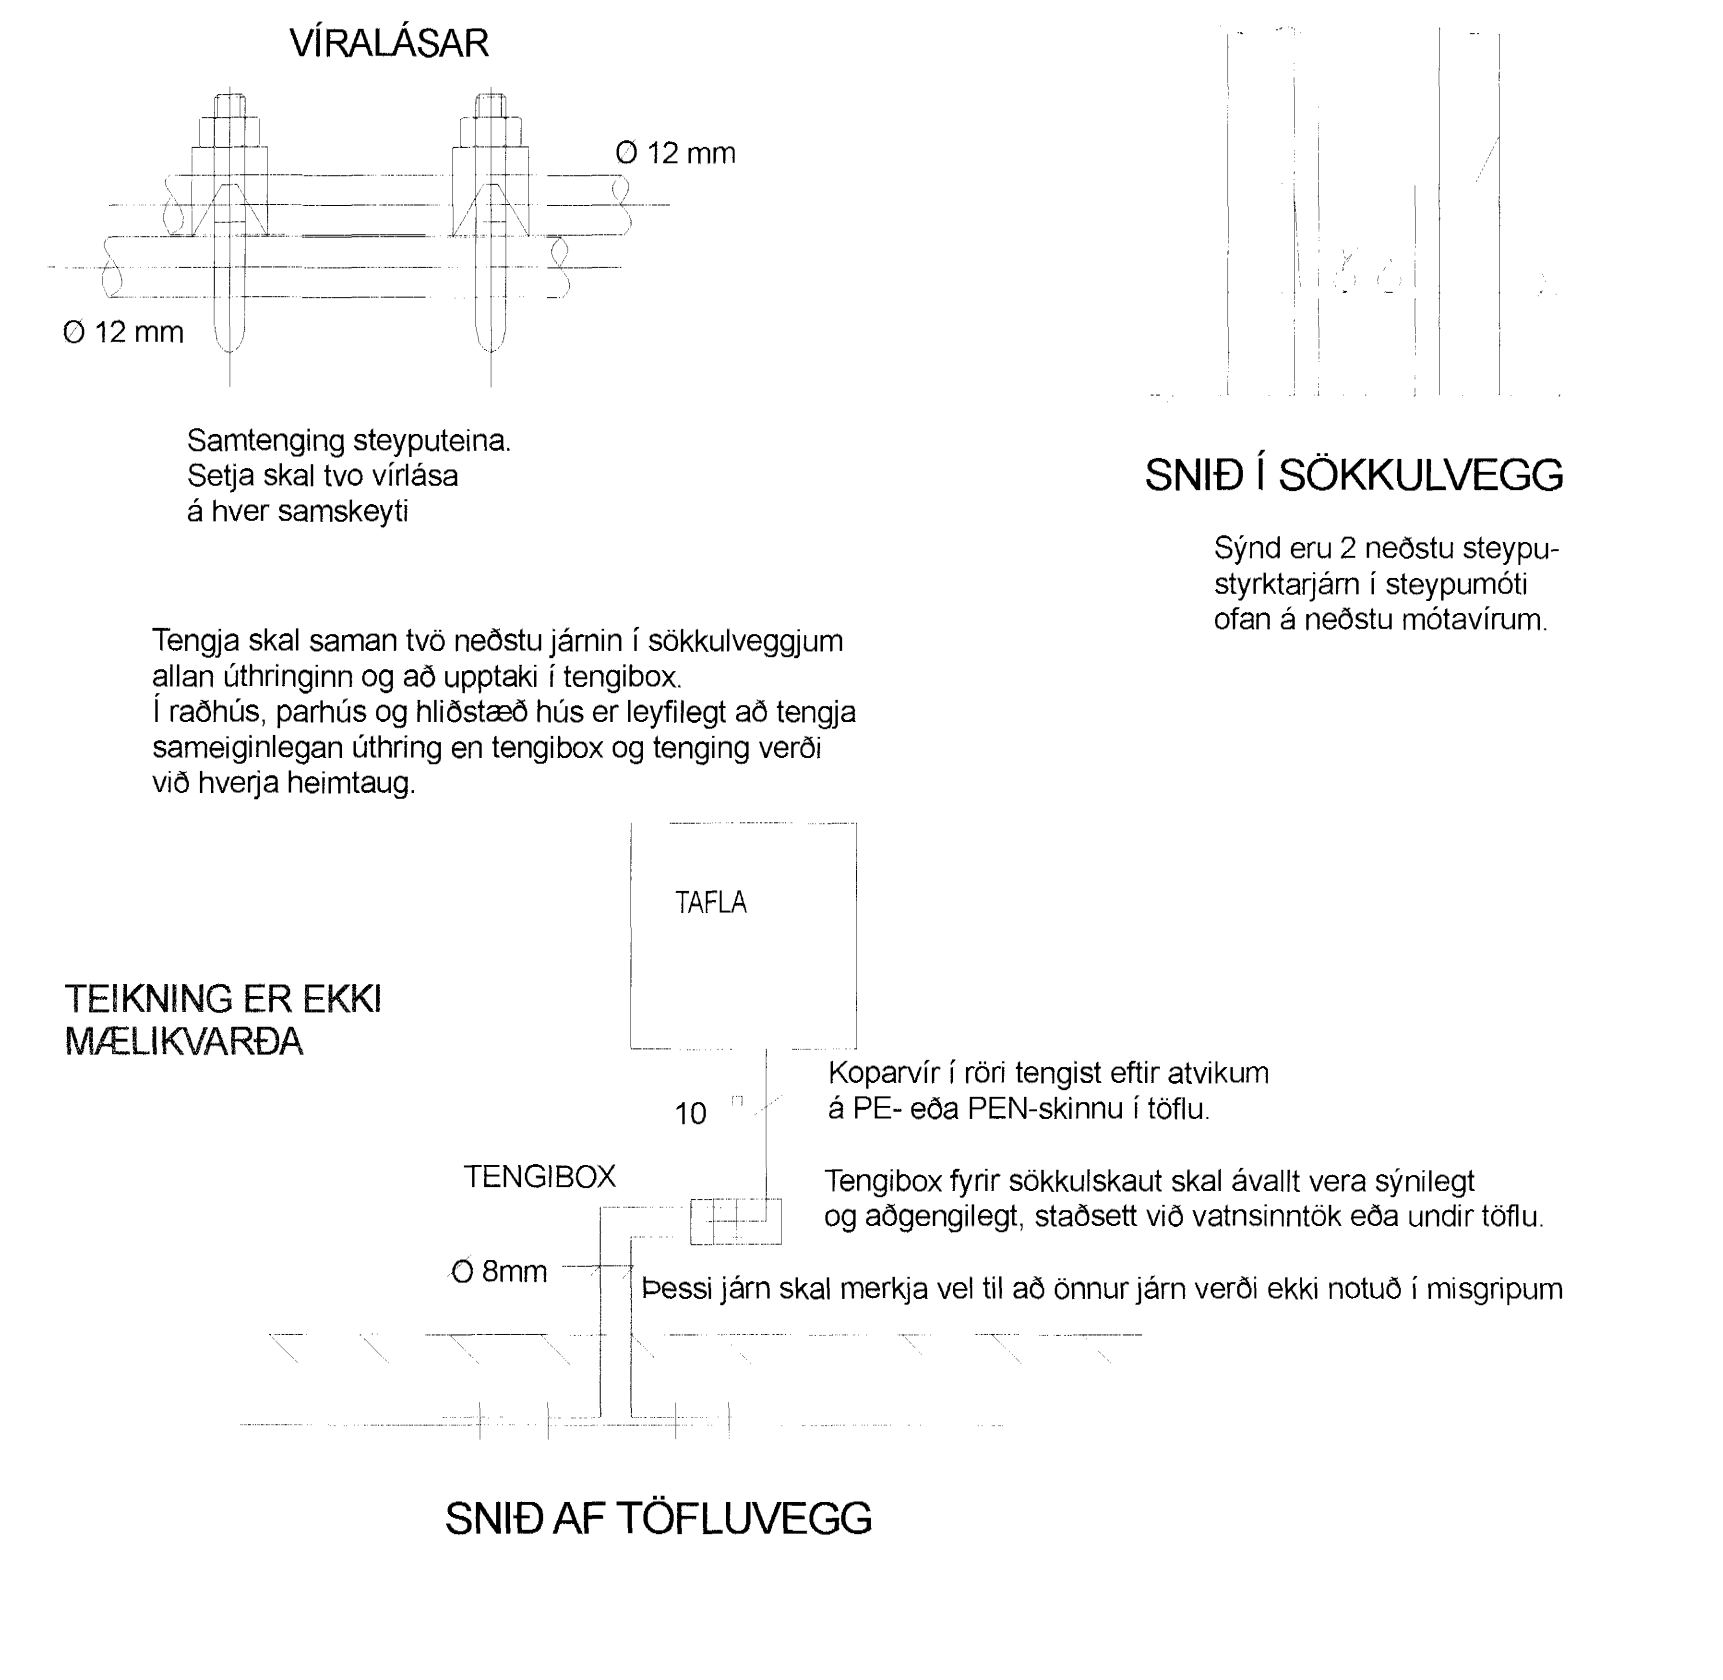 VÍRALÁSAR
Ø 12 mm
Ø 12 mm
Samtenging steyputeina.
Setja skal tvo vírlása
á hver samskeyti
SNIÐ Í SÖKKULVEGG
Sýnd eru 2 neðstu steypu-
styrktarjárn í steypumóti
ofan á neðstu mótavírum.
Tengja skal saman tvö neðstu járnin í sökkulveggjum
allan úthringinn og að upptaki í tengibox.
Í raðhús, parhús og hliðstæð hús er leyfilegt að tengja
sameiginlegan úthring en tengibox og tenging verði
við hverja heimtaug.
TAFLA
TEIKNING ER EKKI
MÆLIKVARÐA
Koparvír í röri tengist eftir atvikum
á PE- eða PEN-skinnu í töflu.
10 □
TENGIBOX
Tengibox fyrir sökkulskaut skal ávallt vera sýnilegt
og aðgengilegt, staðsett við vatnsinntök eða undir töflu.
Ø 8mm
Þessi járn skal merkja vel til að önnur járn verði ekki notuð í misgripum
SNIÐ AF TÖFLUVEGG